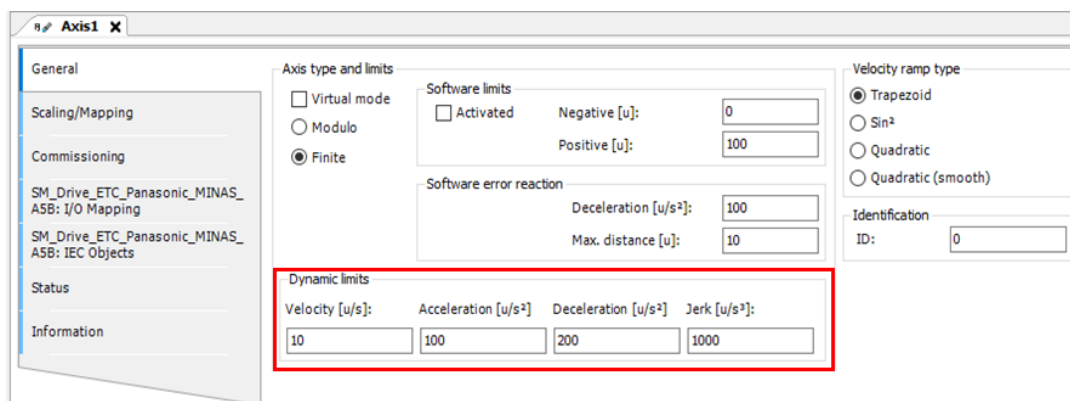 Axis1
General
Scaling/Mapping
Commissioning
SM_Drive_ETC_Panasonic_MINAS_
A5B: I/O Mapping
SM_Drive_ETC_Panasonic_MINAS_
A5B: IEC Objects
Status
Information
Axis type and limits
Virtual mode
Modulo
Finite
Software limits
Activated
Negative [u]:
0
Positive [u]:
100
Software error reaction
Deceleration [u/s²]:
100
Max. distance [u]:
10
Dynamic limits
Velocity [u/s]:
Acceleration [u/s²]
Deceleration [u/s²]
Jerk [u/s³]:
10
100
200
1000
Velocity ramp type
Trapezoid
Sin²
Quadratic
Quadratic (smooth)
Identification
ID:
0